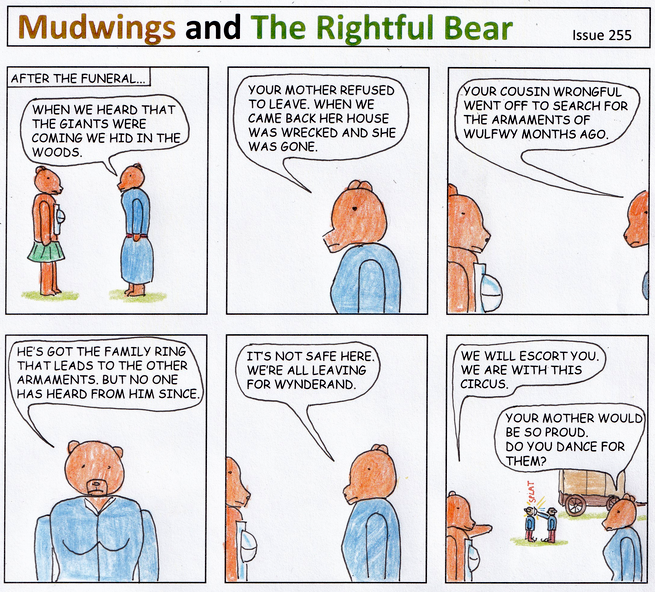 Mudwings and The Rightful Bear
Issue 255
AFTER THE FUNERAL...
WHEN WE HEARD THAT
THE GIANTS WERE
COMING WE HID IN THE
WOODS.
YOUR MOTHER REFUSED
TO LEAVE. WHEN WE
CAME BACK HER HOUSE
WAS WRECKED AND SHE
WAS GONE.
YOUR COUSIN WRONGFUL
WENT OFF TO SEARCH FOR
THE ARMAMENTS OF
WULFWY MONTHS AGO.
HE'S GOT THE FAMILY RING
THAT LEADS TO THE OTHER
ARMAMENTS. BUT NO ONE
HAS HEARD FROM HIM SINCE.
IT'S NOT SAFE HERE.
WE'RE ALL LEAVING
FOR WYNDERAND.
WE WILL ESCORT YOU.
WE ARE WITH THIS
CIRCUS.
YOUR MOTHER WOULD
BE SO PROUD.
DO YOU DANCE FOR
THEM?
SPLAT